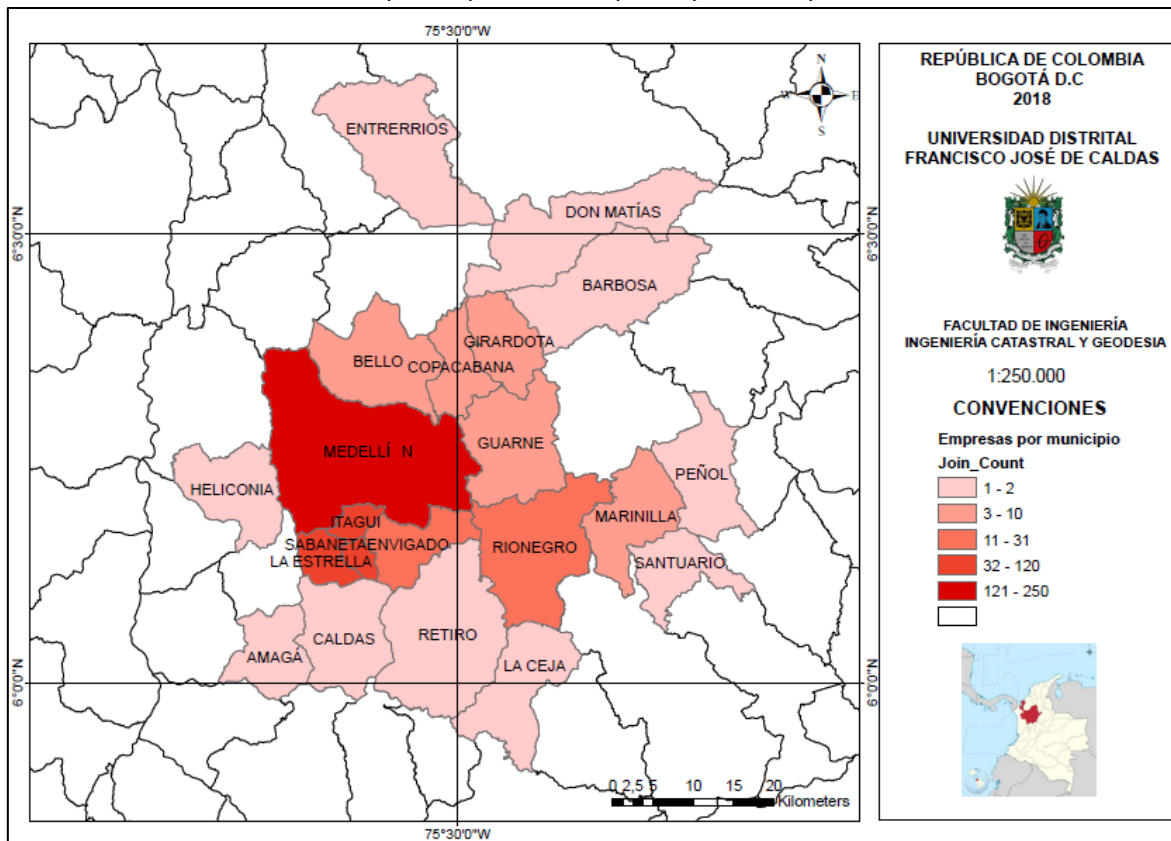 75°30'0"W
N
W E
S
ENTRERRIOS
6°30'0"N
6°30'0"N
DON MATÍAS
BARBOSA
GIRARDOTA
BELLO
COPACABANA
GUARNE
MEDELLÍ N
PEÑOL
HELICONIA
MARINILLA
ITAGUI
SABANETA
ENVIGADO
RIONEGRO
LA ESTRELLA
SANTUARIO
CALDAS
RETIRO
AMAGÁ
LA CEJA
6°0'0"N
6°0'0"N
0 2,5 5 10 15 20
Kilometers
75°30'0"W
REPÚBLICA DE COLOMBIA
BOGOTÁ D.C
2018
UNIVERSIDAD DISTRITAL
FRANCISCO JOSÉ DE CALDAS
FACULTAD DE INGENIERÍA
INGENIERÍA CATASTRAL Y GEODESIA
1:250.000
CONVENCIONES
Empresas por municipio
Join_Count
1 - 2
3 - 10
11 - 31
32 - 120
121 - 250